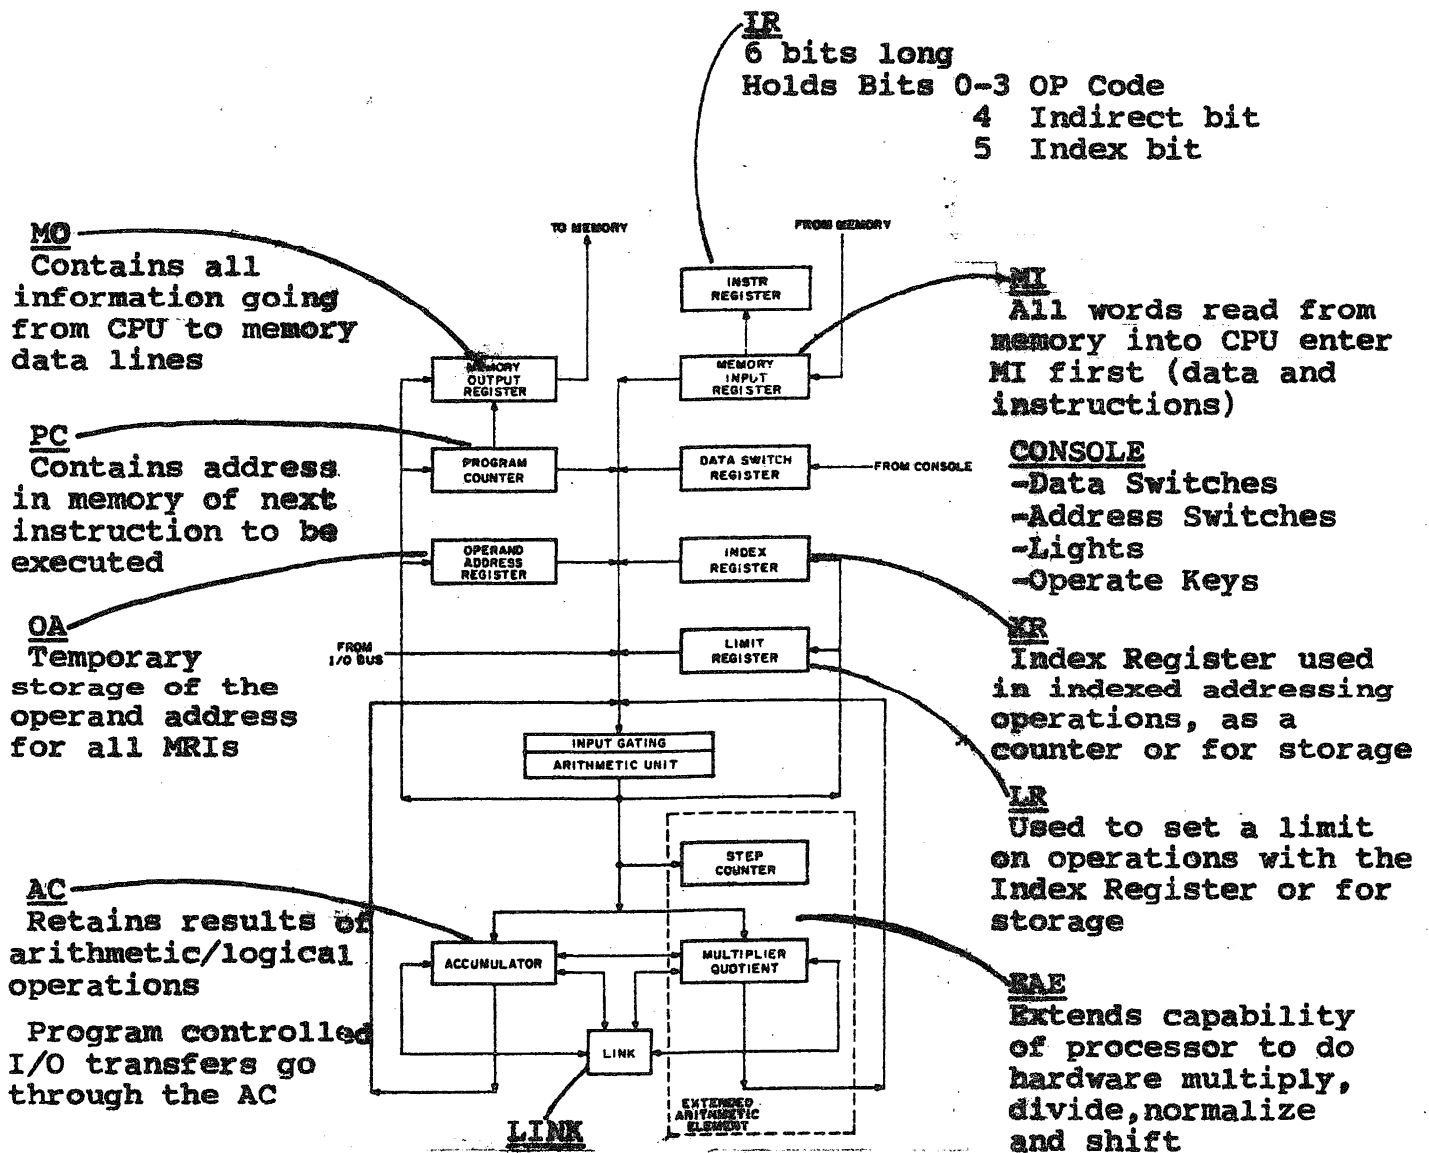 IR
6 bits long
Holds Bits 0-3 OP Code
4 Indirect bit
5 Index bit
MO
Contains all
information going
from CPU to memory
data lines
PC
Contains address
in memory of next
instruction to be
executed
OA
Temporary
storage of the
operand address
for all MRIs
AC
Retains results of
arithmetic/logical
operations
Program controlled
I/O transfers go
through the AC
TO MEMORY
FROM MEMORY
INSTR
REGISTER
MEMORY
OUTPUT
REGISTER
MEMORY
INPUT
REGISTER
PROGRAM
COUNTER
DATA SWITCH
REGISTER
FROM CONSOLE
OPERAND
ADDRESS
REGISTER
INDEX
REGISTER
FROM
I/O BUS
LIMIT
REGISTER
INPUT GATING
ARITHMETIC UNIT
STEP
COUNTER
ACCUMULATOR
MULTIPLIER
QUOTIENT
LINK
EXTENDED
ARITHMETIC
ELEMENT
LINK
MI
All words read from
memory into CPU enter
MI first (data and
instructions)
CONSOLE
-Data Switches
-Address Switches
-Lights
-Operate Keys
XR
Index Register used
in indexed addressing
operations, as a
counter or for storage
LR
Used to set a limit
on operations with the
Index Register or for
storage
EAE
Extends capability
of processor to do
hardware multiply,
divide,normalize
and shift